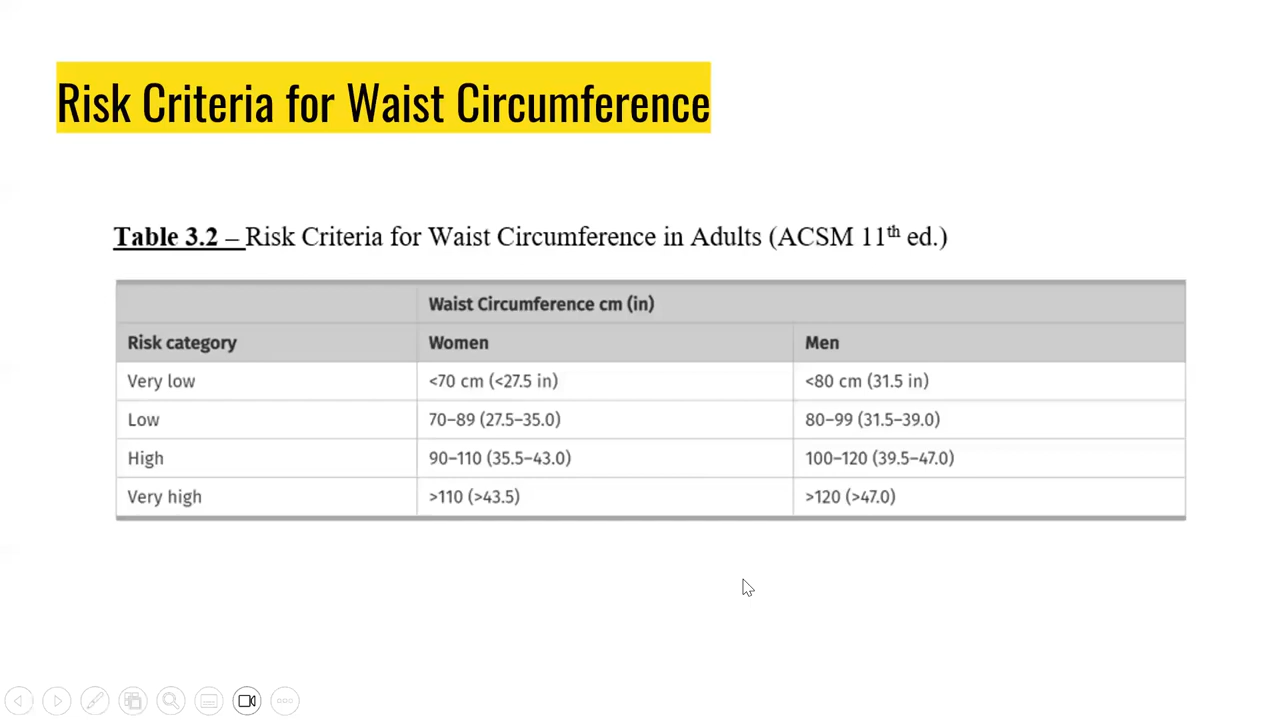 Risk Criteria for Waist Circumference
Table 3.2 – Risk Criteria for Waist Circumference in Adults (ACSM 11th ed.)
Waist Circumference cm (in)
Risk category Women Men
Very low <70 cm (<27.5 in) <80 cm (31.5 in)
Low 70–89 (27.5–35.0) 80–99 (31.5–39.0)
High 90–110 (35.5–43.0) 100–120 (39.5–47.0)
Very high >110 (>43.5) >120 (>47.0)